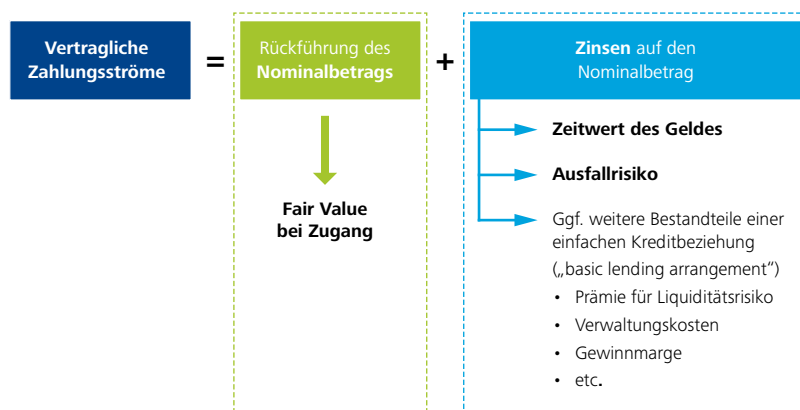 Vertragliche
Zahlungsströme
=
Rückführung des
Nominalbetrags
+
Zinsen auf den
Nominalbetrag
Fair Value
bei Zugang
Zeitwert des Geldes
Ausfallrisiko
Ggf. weitere Bestandteile einer
einfachen Kreditbeziehung
(„basic lending arrangement“)
• Prämie für Liquiditätsrisiko
• Verwaltungskosten
• Gewinnmarge
• etc.